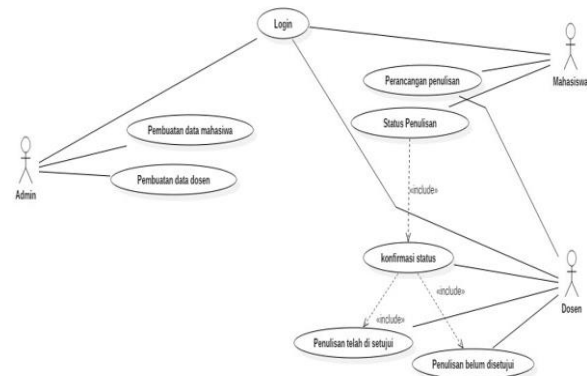 Login
Mahasiswa
Perancangan penulisan
Status Penulisan
Pembuatan data mahasiwa
Pembuatan data dosen
Admin
«include»
konfirmasi status
Dosen
«include»
«include»
Penulisan telah di setujui
Penulisan belum disetujui